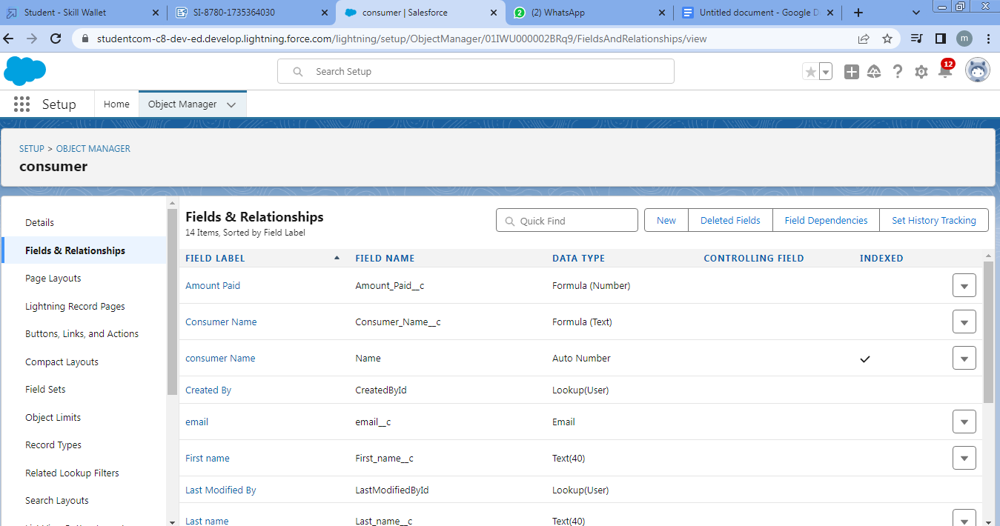 Student - Skill Wallet
SI-8780-1735364030
consumer | Salesforce
(2) WhatsApp
Untitled document - Google D
studentcom-c8-dev-ed.develop.lightning.force.com/lightning/setup/ObjectManager/01IWU000002BRq9/FieldsAndRelationships/view
m
Search Setup
12
Setup
Home
Object Manager
SETUP > OBJECT MANAGER
consumer
Details
Fields & Relationships
Page Layouts
Lightning Record Pages
Buttons, Links, and Actions
Compact Layouts
Field Sets
Object Limits
Record Types
Related Lookup Filters
Search Layouts
Fields & Relationships
14 Items, Sorted by Field Label
Quick Find
New
Deleted Fields
Field Dependencies
Set History Tracking
FIELD LABEL FIELD NAME DATA TYPE CONTROLLING FIELD INDEXED
Amount Paid Amount_Paid__c Formula (Number)
Consumer Name Consumer_Name__c Formula (Text)
consumer Name Name Auto Number
Created By CreatedById Lookup(User)
email email__c Email
First name First_name__c Text(40)
Last Modified By LastModifiedById Lookup(User)
Last name Last_name__c Text(40)